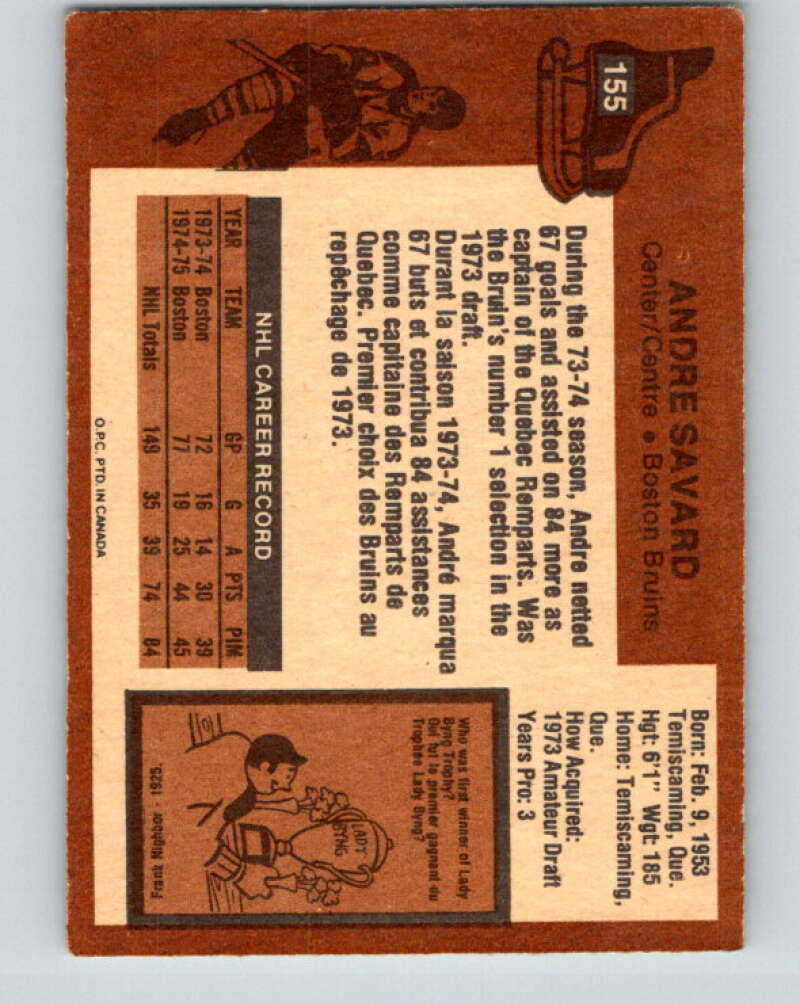 155
ANDRE SAVARD
Center/Centre • Boston Bruins
Born: Feb. 9, 1953
Temiscaming, Que.
Hgt: 6'1" Wgt: 185
Home: Temiscaming,
Que.
How Acquired:
1973 Amateur Draft
Years Pro: 3
During the 73-74 season, Andre netted
67 goals and assisted on 84 more as
captain of the Quebec Remparts. Was
the Bruin's number 1 selection in the
1973 draft.
Durant la saison 1973-74, André marqua
67 buts et contribua 84 assistances
comme capitaine des Remparts de
Quebec. Premier choix des Bruins au
repêchage de 1973.
NHL CAREER RECORD
YEAR TEAM GP G A PTS PIM
1973-74 Boston 72 16 14 30 39
1974-75 Boston 77 19 25 44 45
NHL Totals 149 35 39 74 84
Who was first winner of Lady
Byng Trophy?
Qui fut le premier gagnant du
Trophée Lady Byng?
LADY
BYNG
Frank Nighbor - 1925.
O.P.C. PTD. IN CANADA